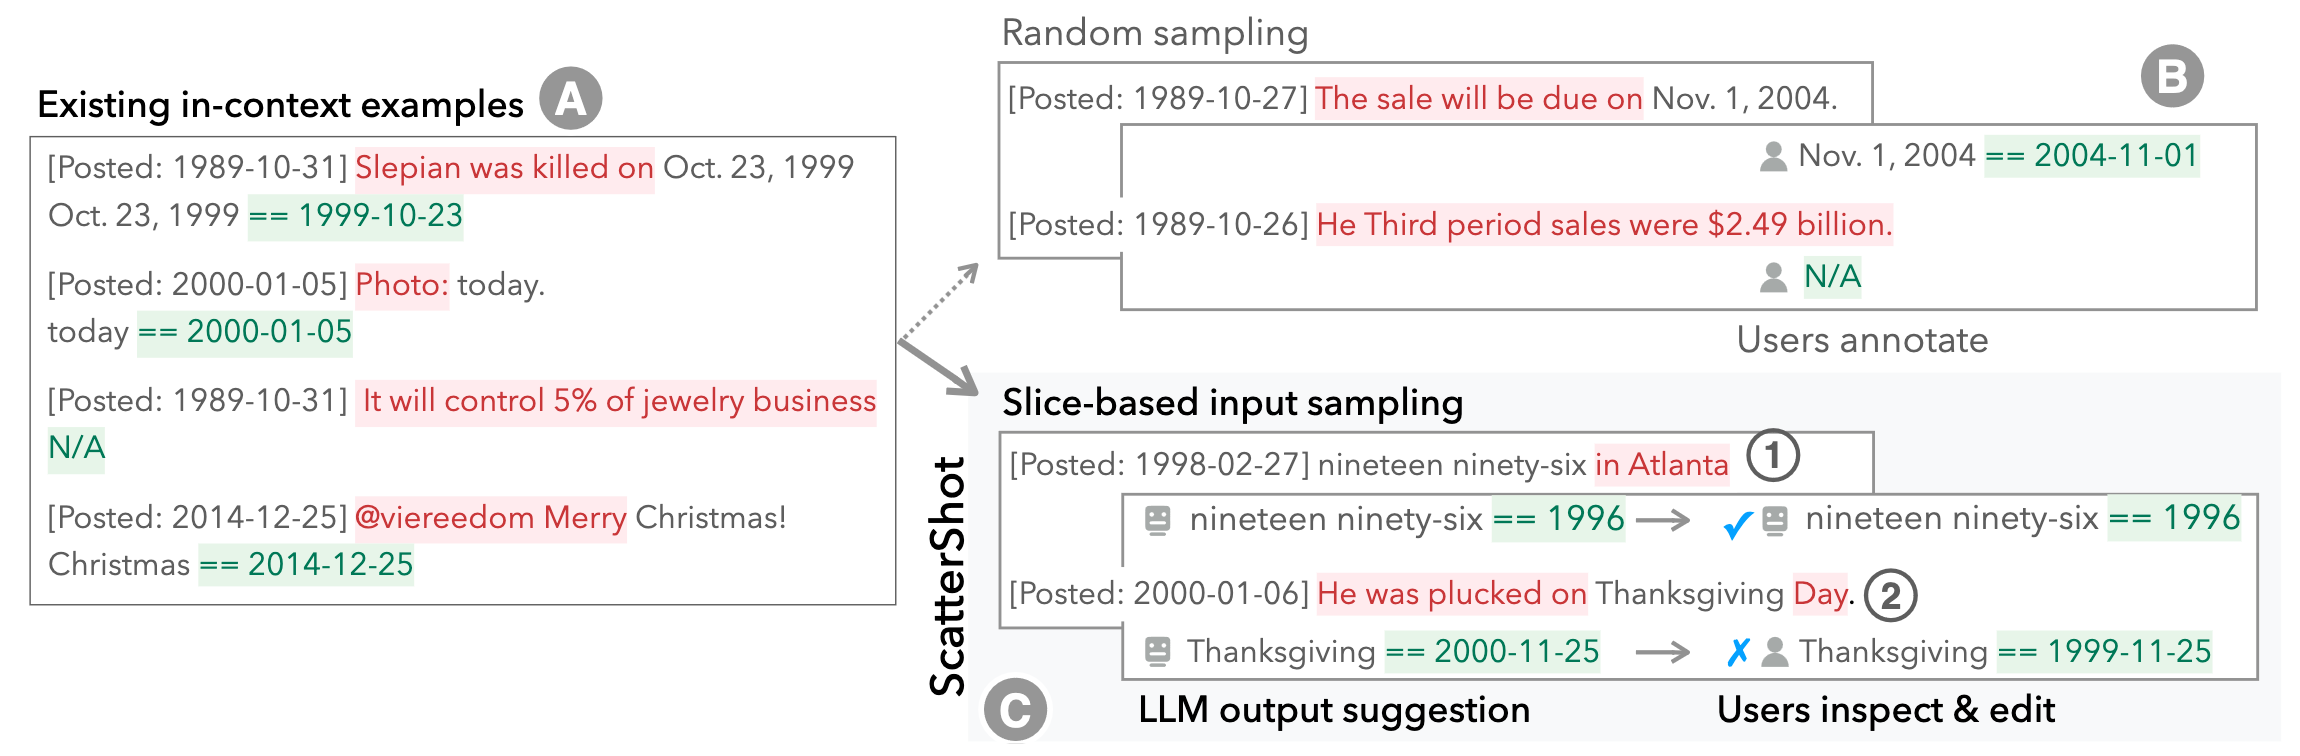 Existing in-context examples A
[Posted: 1989-10-31] Slepian was killed on Oct. 23, 1999
Oct. 23, 1999 == 1999-10-23
[Posted: 2000-01-05] Photo: today.
today == 2000-01-05
[Posted: 1989-10-31] It will control 5% of jewelry business
N/A
[Posted: 2014-12-25] @viereedom Merry Christmas!
Christmas == 2014-12-25
Random sampling
B
[Posted: 1989-10-27] The sale will be due on Nov. 1, 2004.
Nov. 1, 2004 == 2004-11-01
[Posted: 1989-10-26] He Third period sales were $2.49 billion.
N/A
Users annotate
ScatterShot
C
Slice-based input sampling
[Posted: 1998-02-27] nineteen ninety-six in Atlanta 1
nineteen ninety-six == 1996 → ✓ nineteen ninety-six == 1996
[Posted: 2000-01-06] He was plucked on Thanksgiving Day. 2
Thanksgiving == 2000-11-25 → ✗ Thanksgiving == 1999-11-25
LLM output suggestion
Users inspect & edit